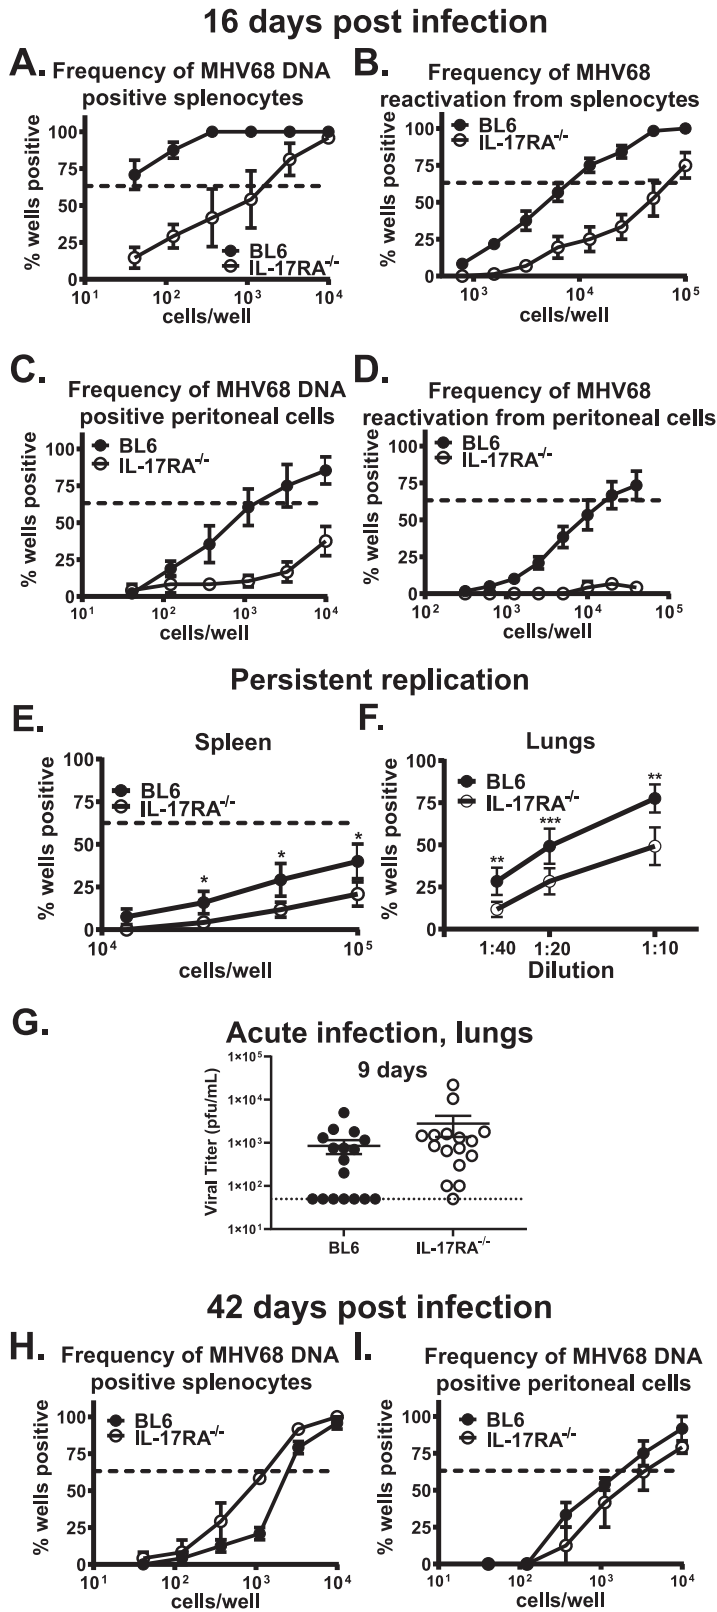 16 days post infection
A. Frequency of MHV68 DNA
positive splenocytes
% wells positive
100
75
50
25
0
BL6
IL-17RA-/-
10¹ 10² 10³ 10⁴
cells/well
B. Frequency of MHV68
reactivation from splenocytes
% wells positive
100
75
50
25
0
BL6
IL-17RA-/-
10³ 10⁴ 10⁵
cells/well
C. Frequency of MHV68 DNA
positive peritoneal cells
% wells positive
100
75
50
25
0
BL6
IL-17RA-/-
10¹ 10² 10³ 10⁴
cells/well
D. Frequency of MHV68
reactivation from peritoneal cells
% wells positive
100
75
50
25
0
BL6
IL-17RA-/-
10² 10³ 10⁴ 10⁵
cells/well
Persistent replication
E.
Spleen
% wells positive
100
75
50
25
0
BL6
IL-17RA-/-
* * *
10⁴ 10⁵
cells/well
F.
Lungs
% wells positive
100
75
50
25
0
BL6
IL-17RA-/-
** *** **
1:40 1:20 1:10
Dilution
G.
Acute infection, lungs
9 days
Viral Titer (pfu/mL)
1×10⁵
1×10⁴
1×10³
1×10²
1×10¹
BL6 IL-17RA-/-
42 days post infection
H. Frequency of MHV68 DNA
positive splenocytes
% wells positive
100
75
50
25
0
BL6
IL-17RA-/-
10¹ 10² 10³ 10⁴
cells/well
I. Frequency of MHV68 DNA
positive peritoneal cells
% wells positive
100
75
50
25
0
BL6
IL-17RA-/-
10¹ 10² 10³ 10⁴
cells/well